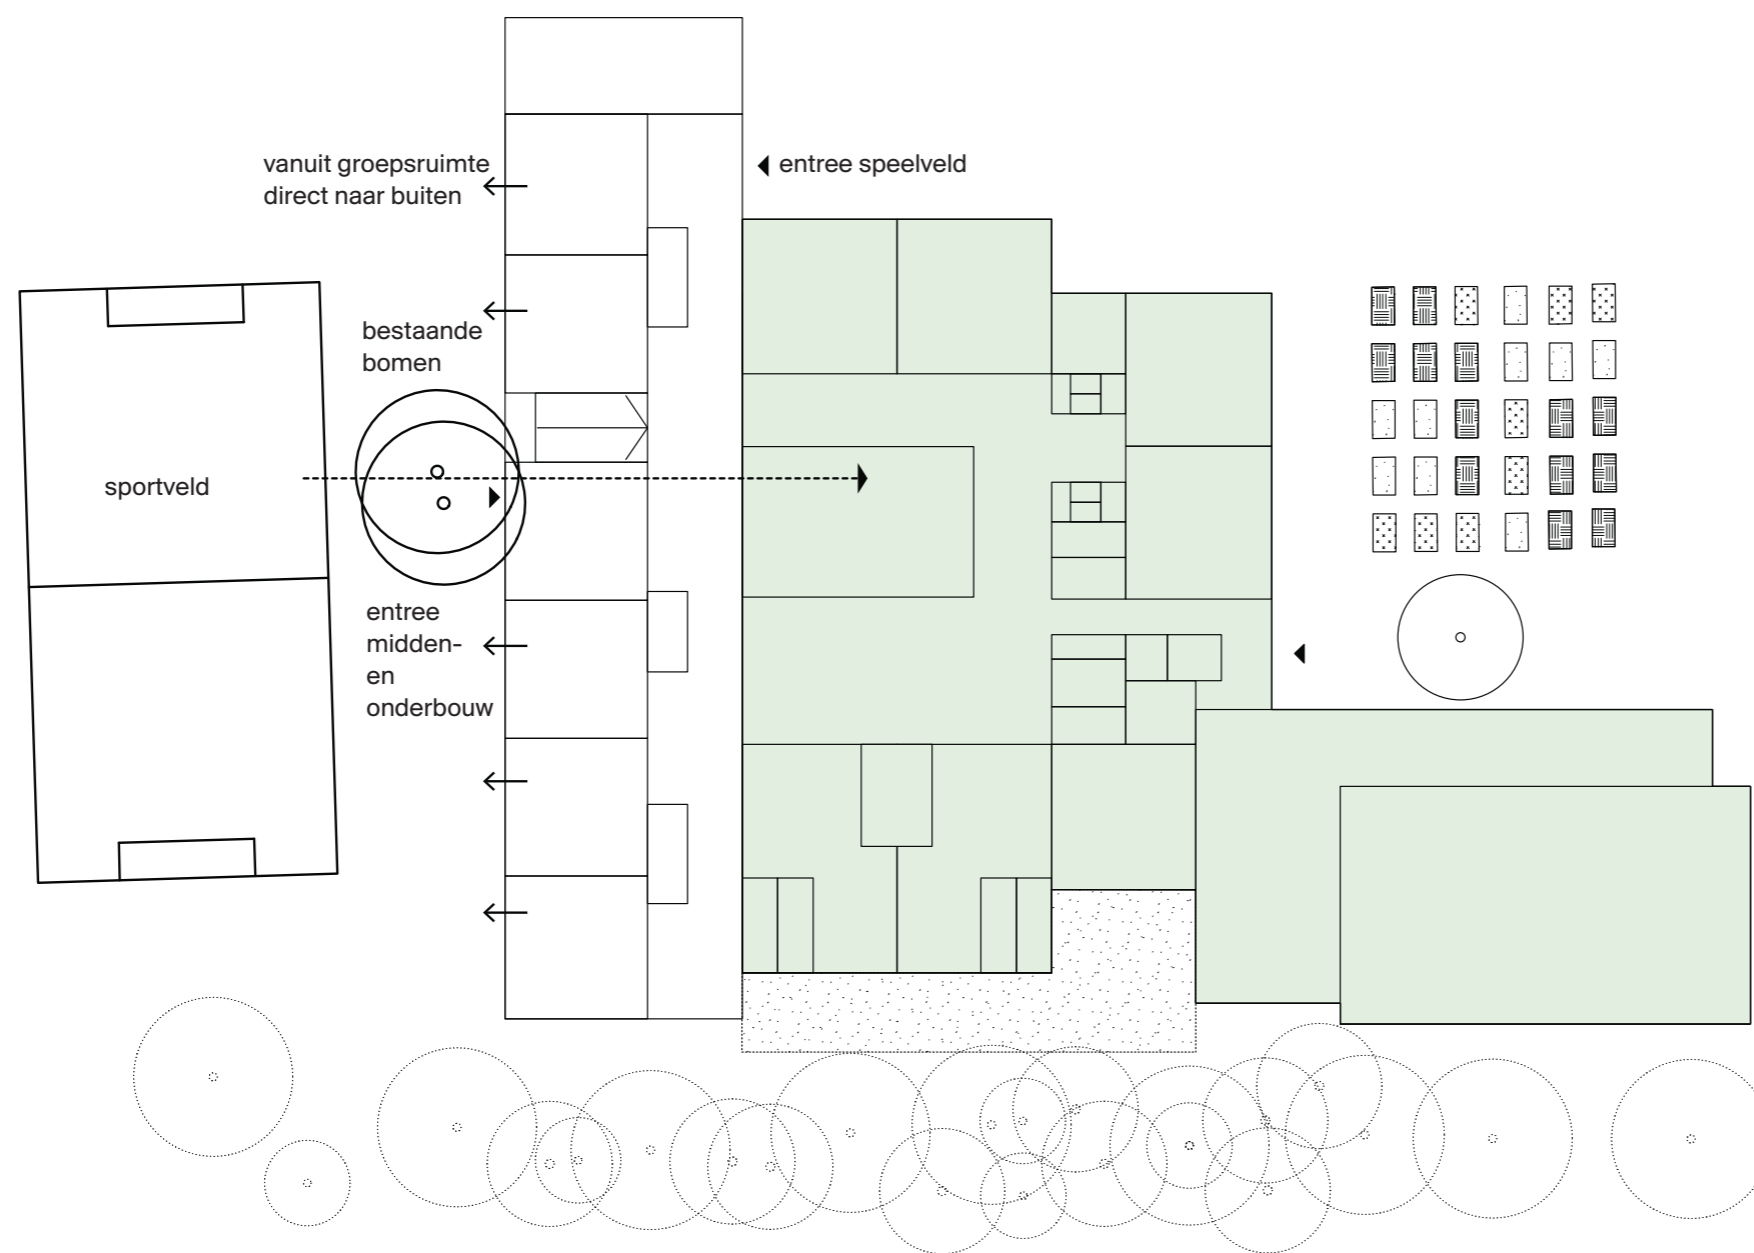 vanuit groepsruimte
direct naar buiten
entree speelveld
bestaande
bomen
sportveld
entree
midden-
en
onderbouw